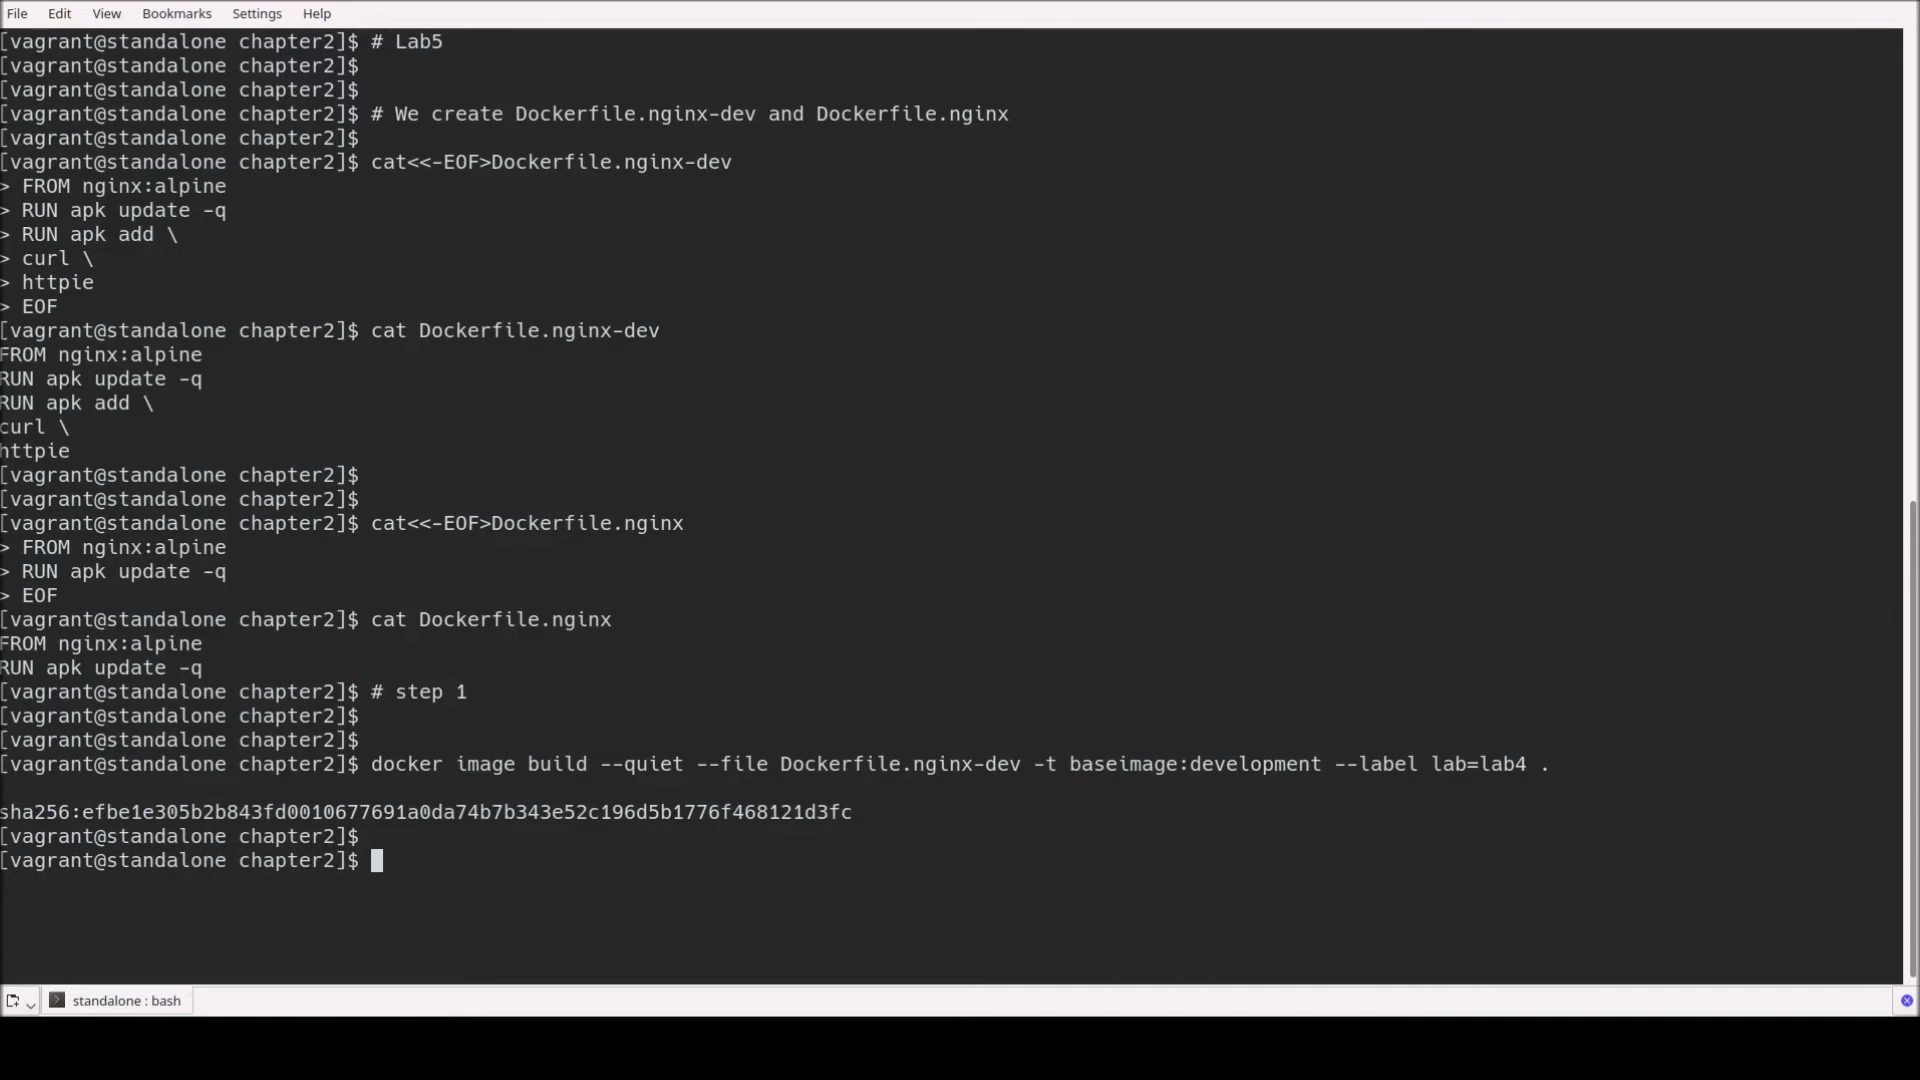 File Edit View Bookmarks Settings Help
[vagrant@standalone chapter2]$ # Lab5
[vagrant@standalone chapter2]$
[vagrant@standalone chapter2]$
[vagrant@standalone chapter2]$ # We create Dockerfile.nginx-dev and Dockerfile.nginx
[vagrant@standalone chapter2]$
[vagrant@standalone chapter2]$ cat<<-EOF>Dockerfile.nginx-dev
> FROM nginx:alpine
> RUN apk update -q
> RUN apk add \
> curl \
> httpie
> EOF
[vagrant@standalone chapter2]$ cat Dockerfile.nginx-dev
FROM nginx:alpine
RUN apk update -q
RUN apk add \
curl \
httpie
[vagrant@standalone chapter2]$
[vagrant@standalone chapter2]$
[vagrant@standalone chapter2]$ cat<<-EOF>Dockerfile.nginx
> FROM nginx:alpine
> RUN apk update -q
> EOF
[vagrant@standalone chapter2]$ cat Dockerfile.nginx
FROM nginx:alpine
RUN apk update -q
[vagrant@standalone chapter2]$ # step 1
[vagrant@standalone chapter2]$
[vagrant@standalone chapter2]$
[vagrant@standalone chapter2]$ docker image build --quiet --file Dockerfile.nginx-dev -t baseimage:development --label lab=lab4 .
sha256:efbe1e305b2b843fd0010677691a0da74b7b343e52c196d5b1776f468121d3fc
[vagrant@standalone chapter2]$
[vagrant@standalone chapter2]$
standalone : bash